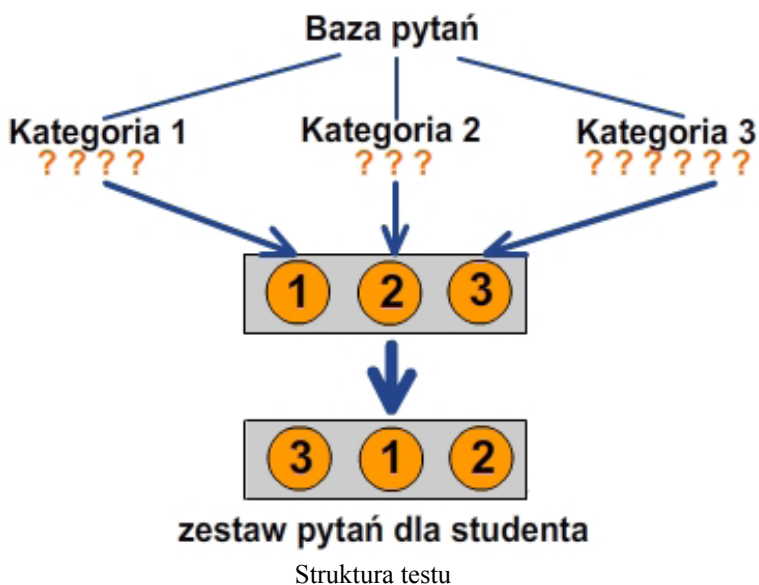 Baza pytań
Kategoria 1 Kategoria 2 Kategoria 3
? ? ? ? ? ? ? ? ? ? ? ? ?
1 2 3
3 1 2
zestaw pytań dla studenta
Struktura testu